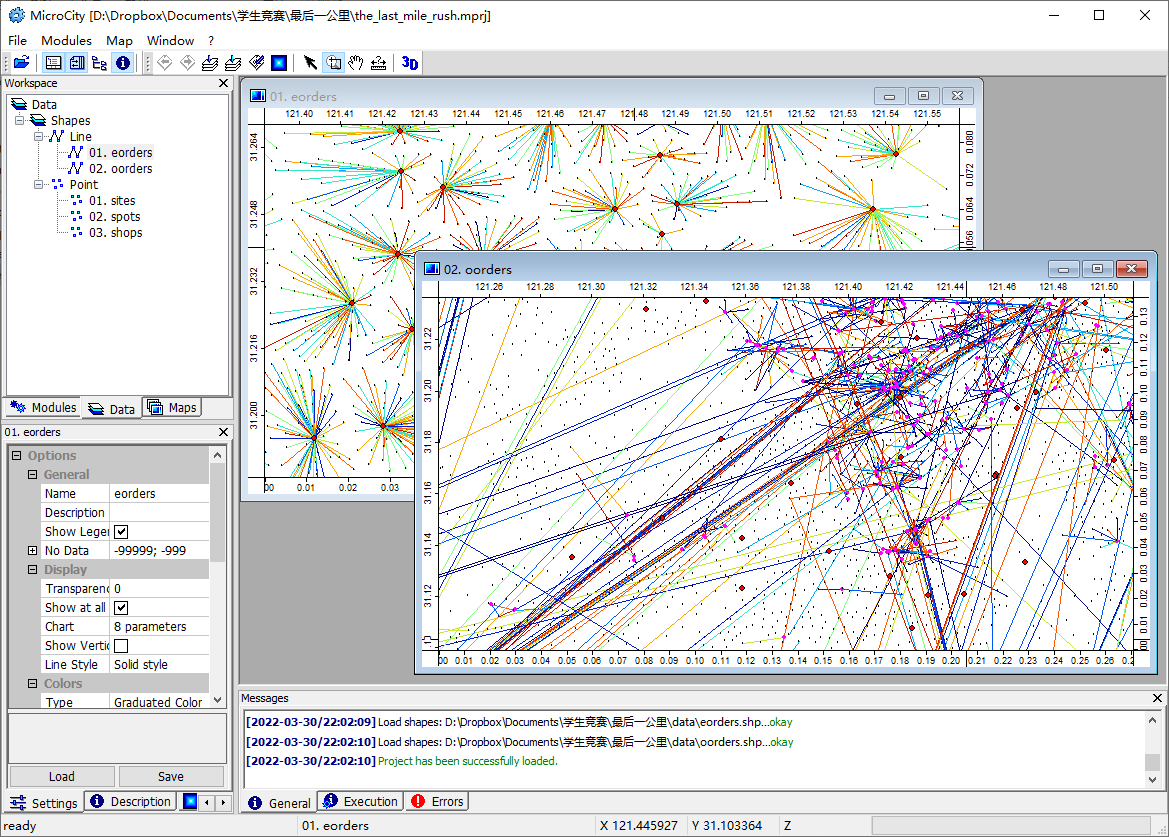 MicroCity [D:\Dropbox\Documents\学生竞赛\最后一公里\the_last_mile_rush.mprj]
File Modules Map Window ?
3D
Workspace
Data
Shapes
Line
01. eorders
02. oorders
Point
01. sites
02. spots
03. shops
Modules Data Maps
01. eorders
Options
General
Name eorders
Description
Show Leger
No Data -99999; -999
Display
Transparenc 0
Show at all
Chart 8 parameters
Show Vertic
Line Style Solid style
Colors
Type Graduated Color
Load Save
Settings Description
01. eorders
121.40 121.41 121.42 121.43 121.44 121.45 121.46 121.47 121.48 121.49 121.50 121.51 121.52 121.53 121.54 121.55
31.264
31.248
31.232
31.216
31.200
0.080
0.072
0.064
0.056
00 0.01 0.02 0.03
02. oorders
121.26 121.28 121.30 121.32 121.34 121.36 121.38 121.40 121.42 121.44 121.46 121.48 121.50
31.22
31.20
31.18
31.16
31.14
31.12
0.13
0.12
0.11
0.10
0.09
0.08
0.07
0.06
0.05
0.04
0.03
0.02
0.01
00
00 0.01 0.02 0.03 0.04 0.05 0.06 0.07 0.08 0.09 0.10 0.11 0.12 0.13 0.14 0.15 0.16 0.17 0.18 0.19 0.20 0.21 0.22 0.23 0.24 0.25 0.26
Messages
[2022-03-30/22:02:09] Load shapes: D:\Dropbox\Documents\学生竞赛\最后一公里\data\eorders.shp...okay
[2022-03-30/22:02:10] Load shapes: D:\Dropbox\Documents\学生竞赛\最后一公里\data\oorders.shp...okay
[2022-03-30/22:02:10] Project has been successfully loaded.
General Execution Errors
ready 01. eorders X 121.445927 Y 31.103364 Z